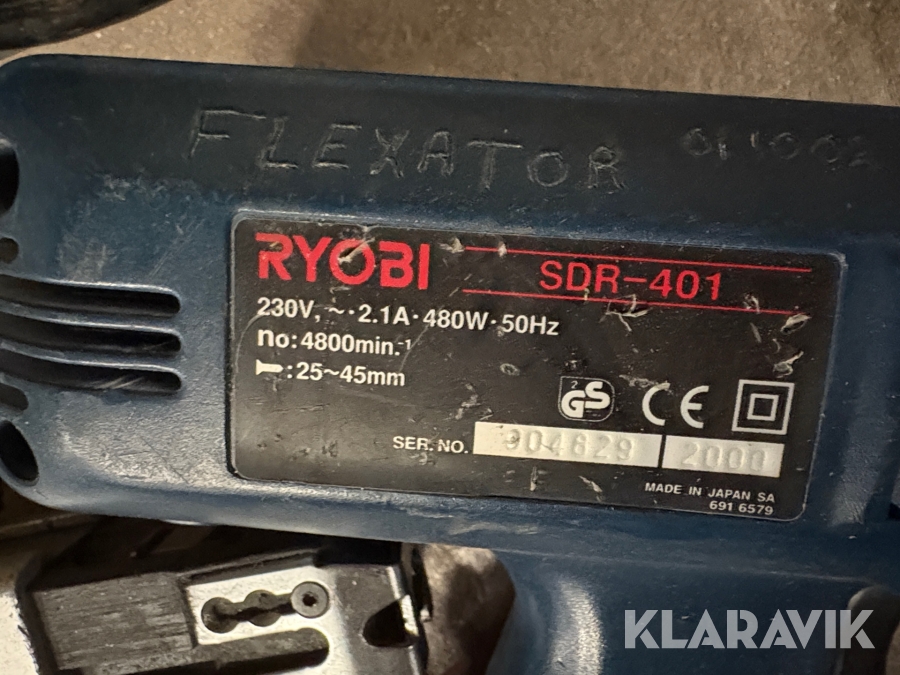 FLEXATOR
RYOBI
SDR-401
230V, ~ · 2.1A · 480W · 50Hz
no: 4800min.⁻¹
: 25~45mm
2 GS CE
SER. NO. 904629 2000
MADE IN JAPAN SA
691 6579
KLARAVIK